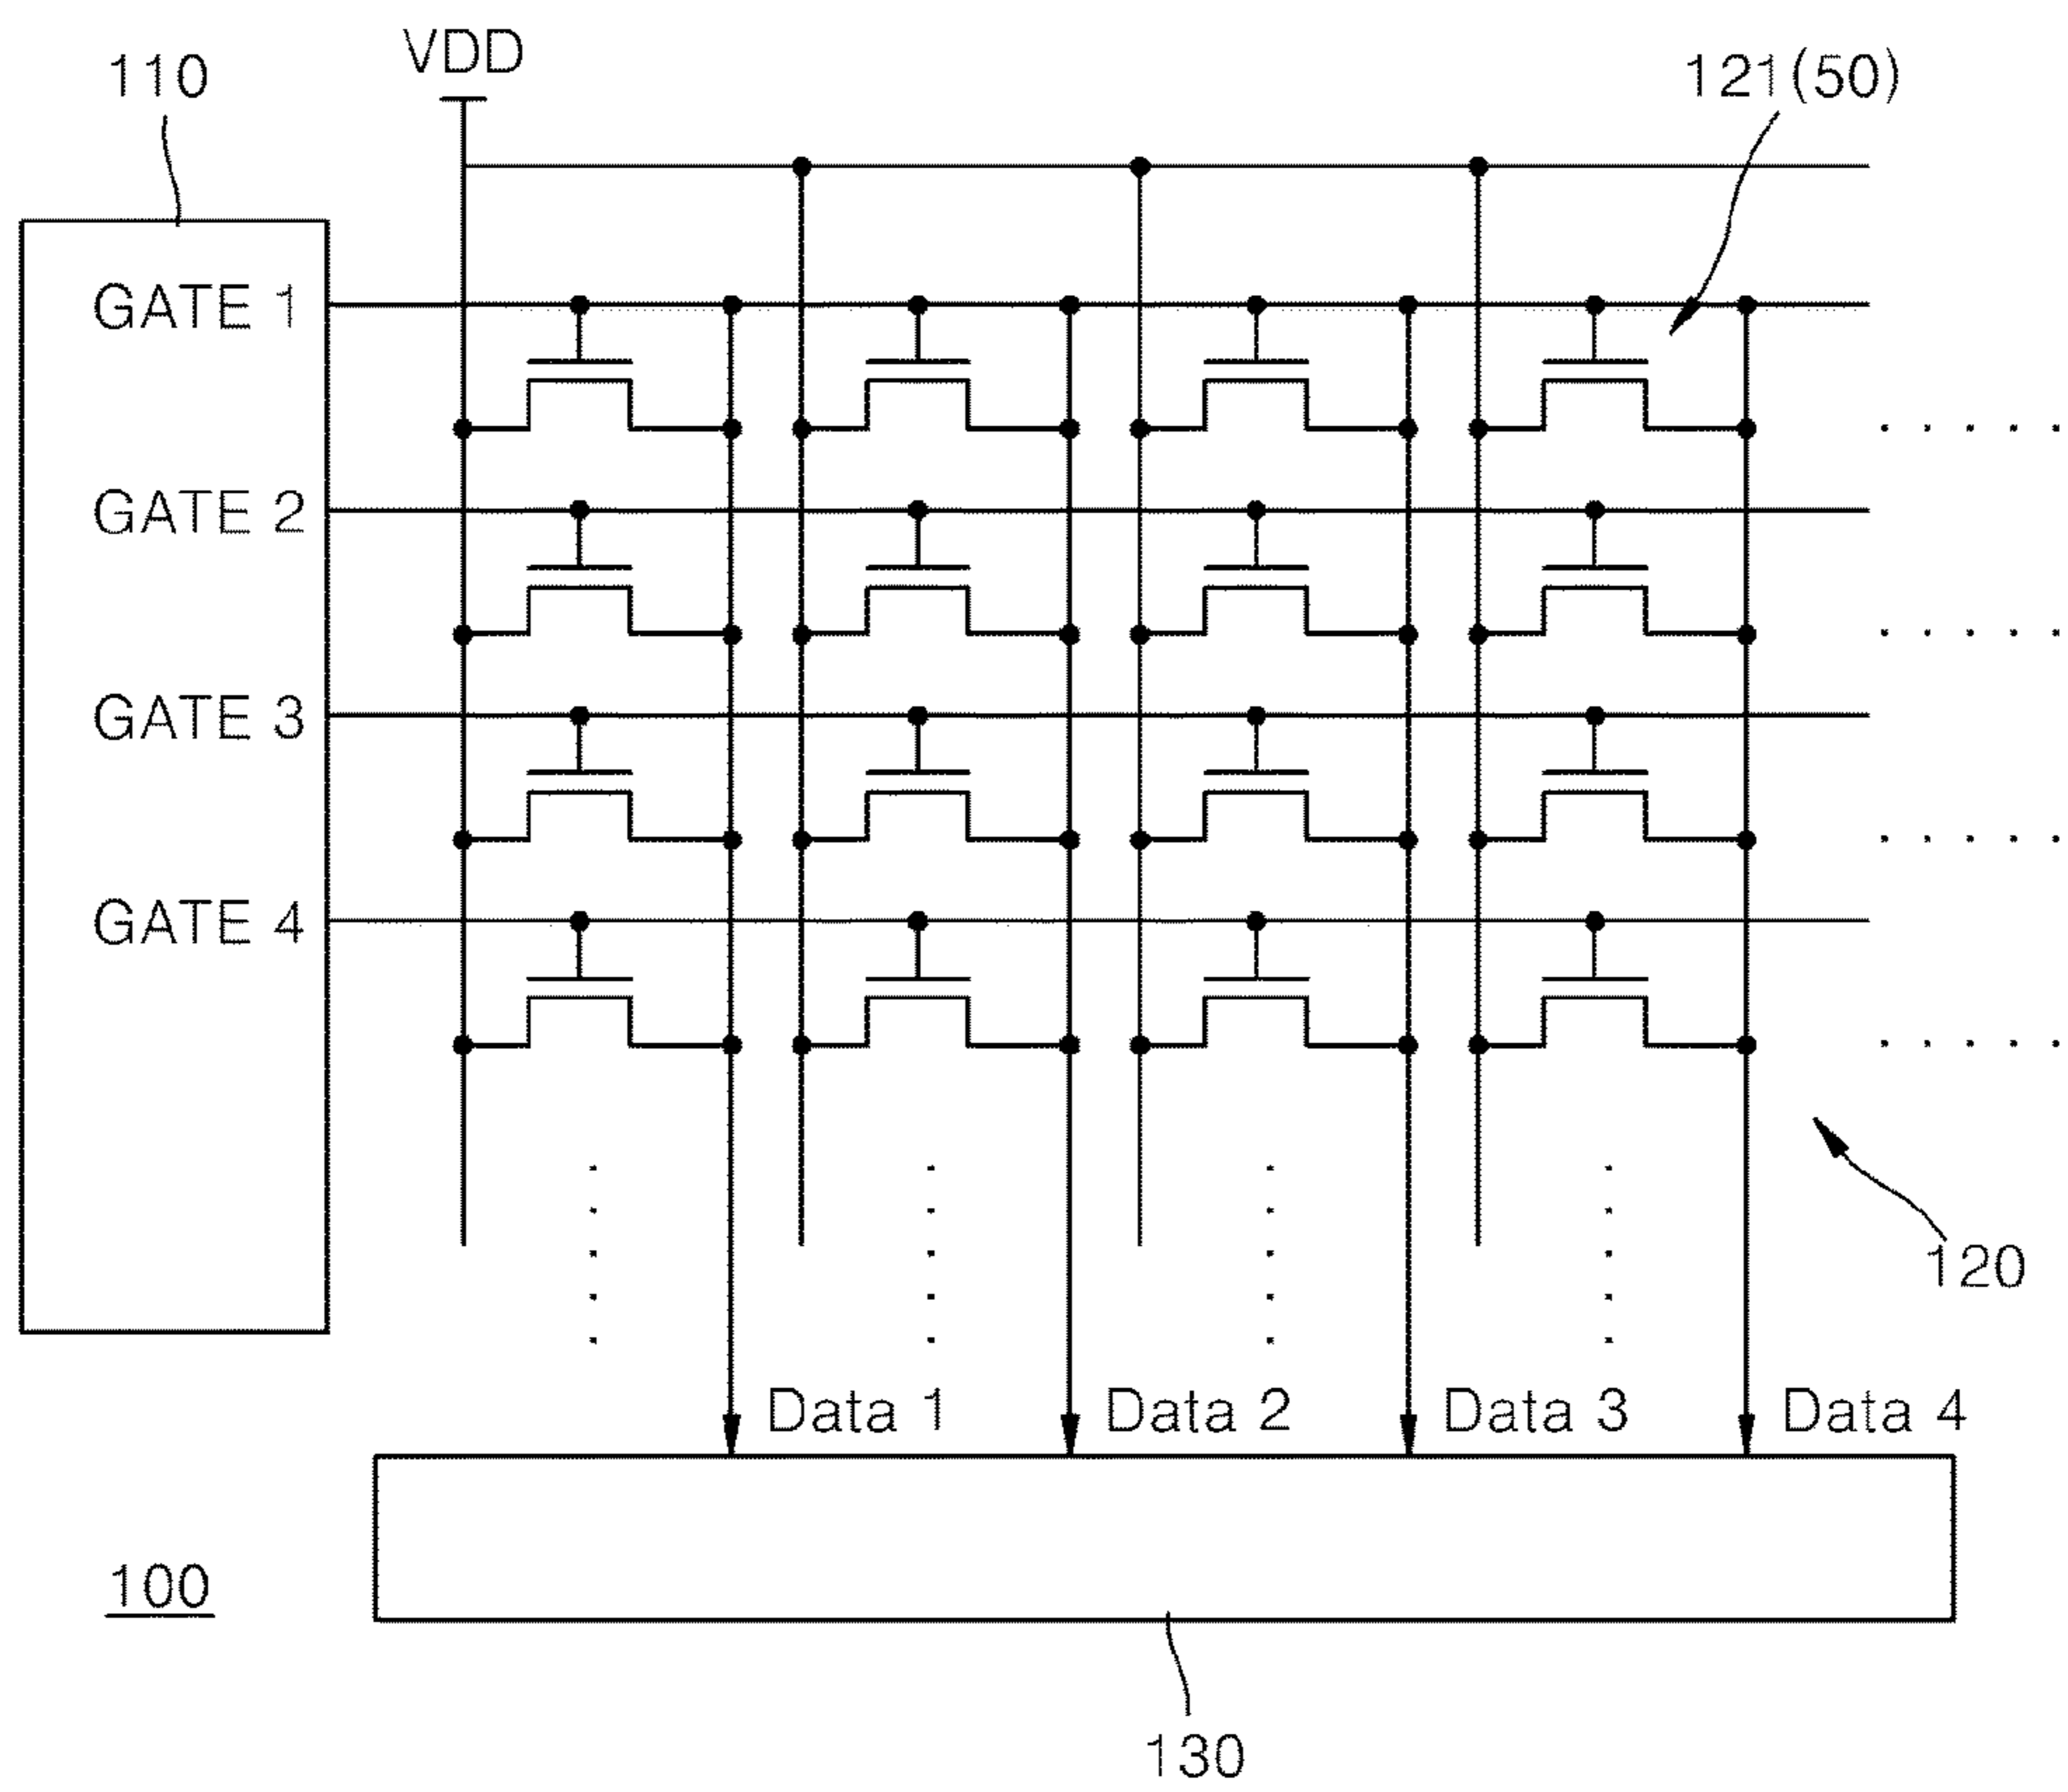 VDD
110
121(50)
GATE 1
GATE 2
GATE 3
GATE 4
120
Data 1
Data 2
Data 3
Data 4
100
130